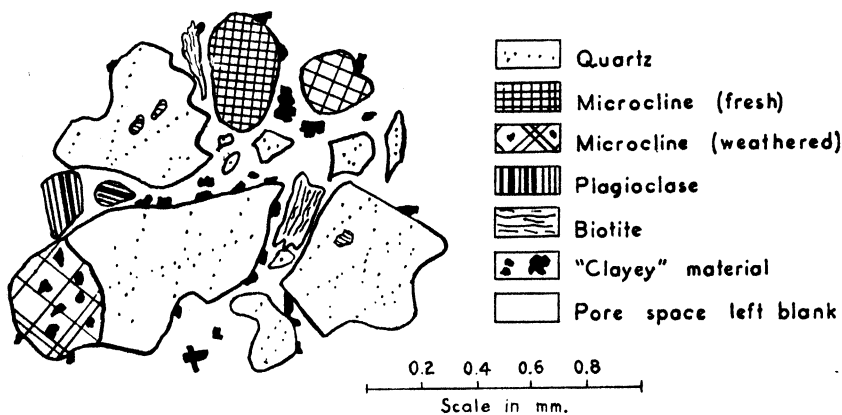 Quartz
Microcline (fresh)
Microcline (weathered)
Plagioclase
Biotite
"Clayey" material
Pore space left blank
0.2 0.4 0.6 0.8
Scale in mm.